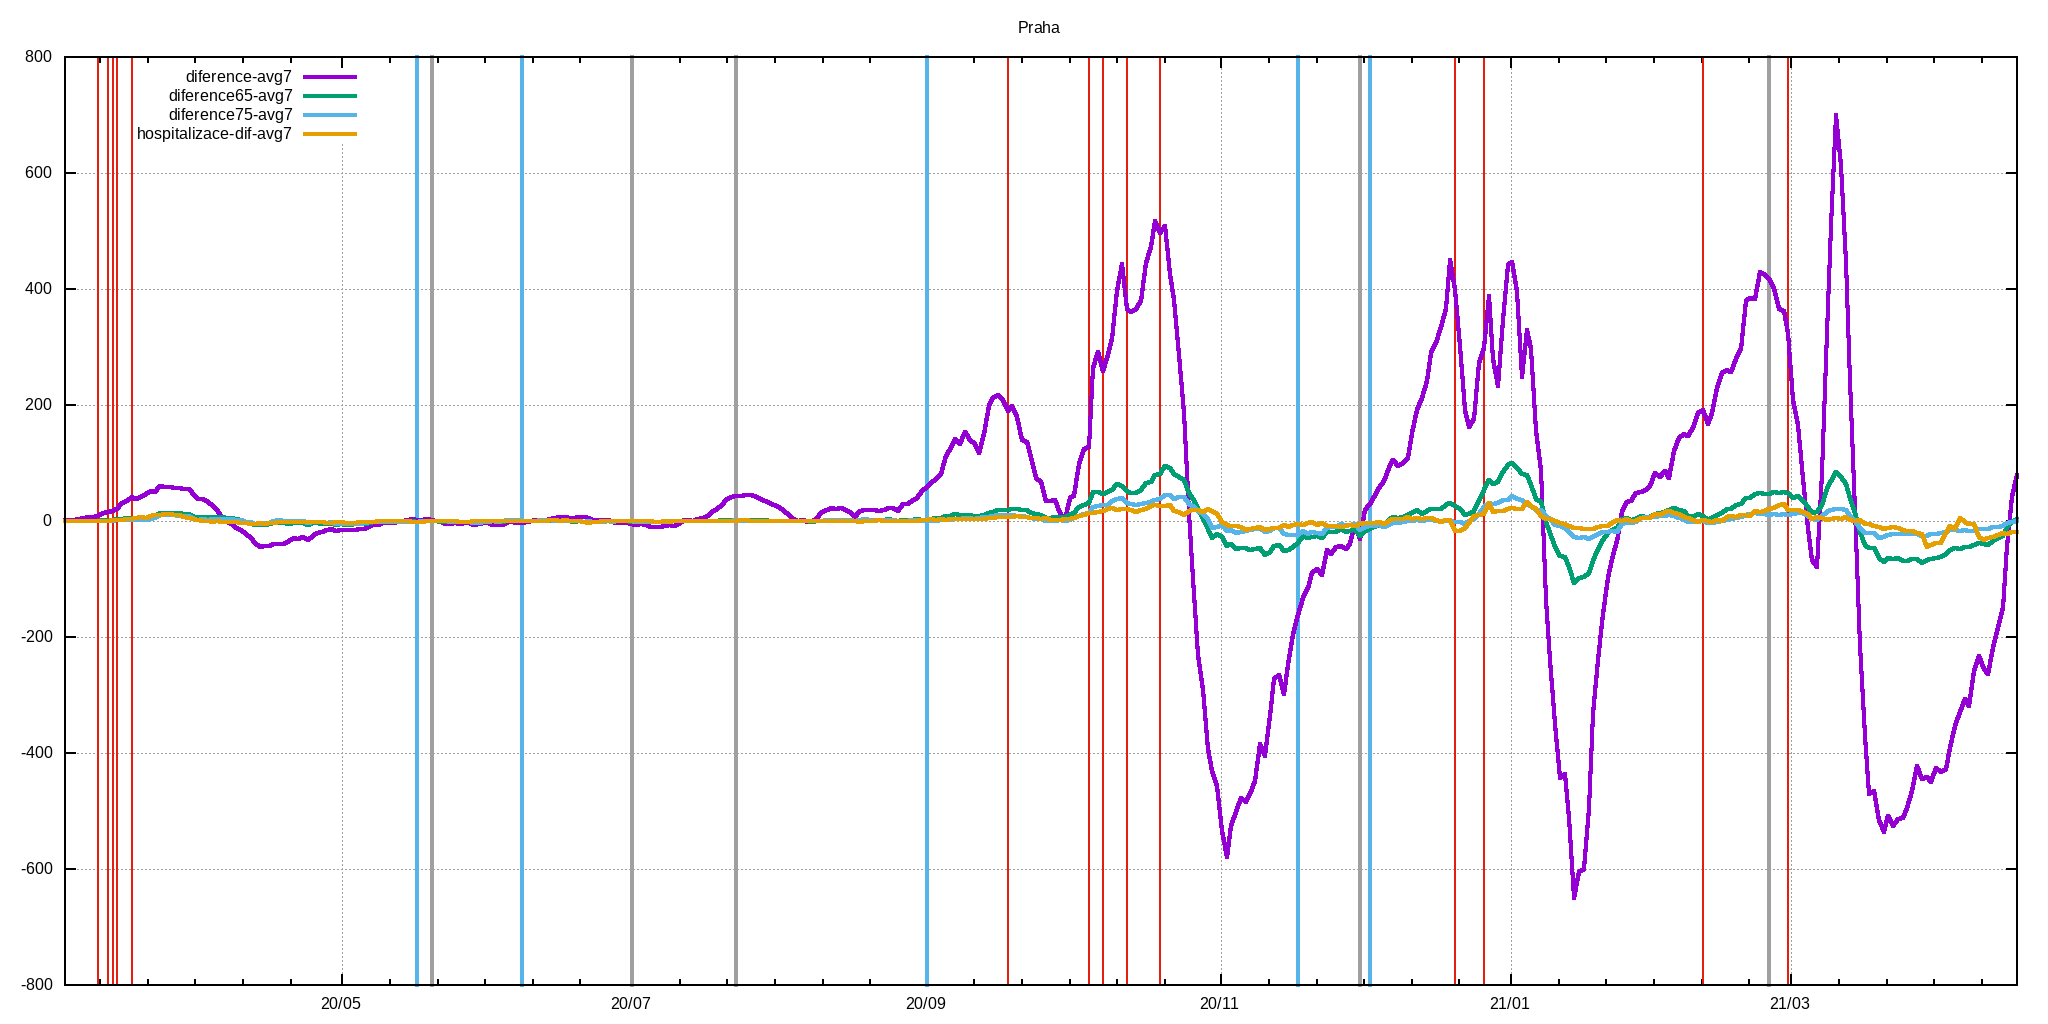 Praha
800
600
400
200
0
-200
-400
-600
-800
diference-avg7
diference65-avg7
diference75-avg7
hospitalizace-dif-avg7
20/05 20/07 20/09 20/11 21/01 21/03